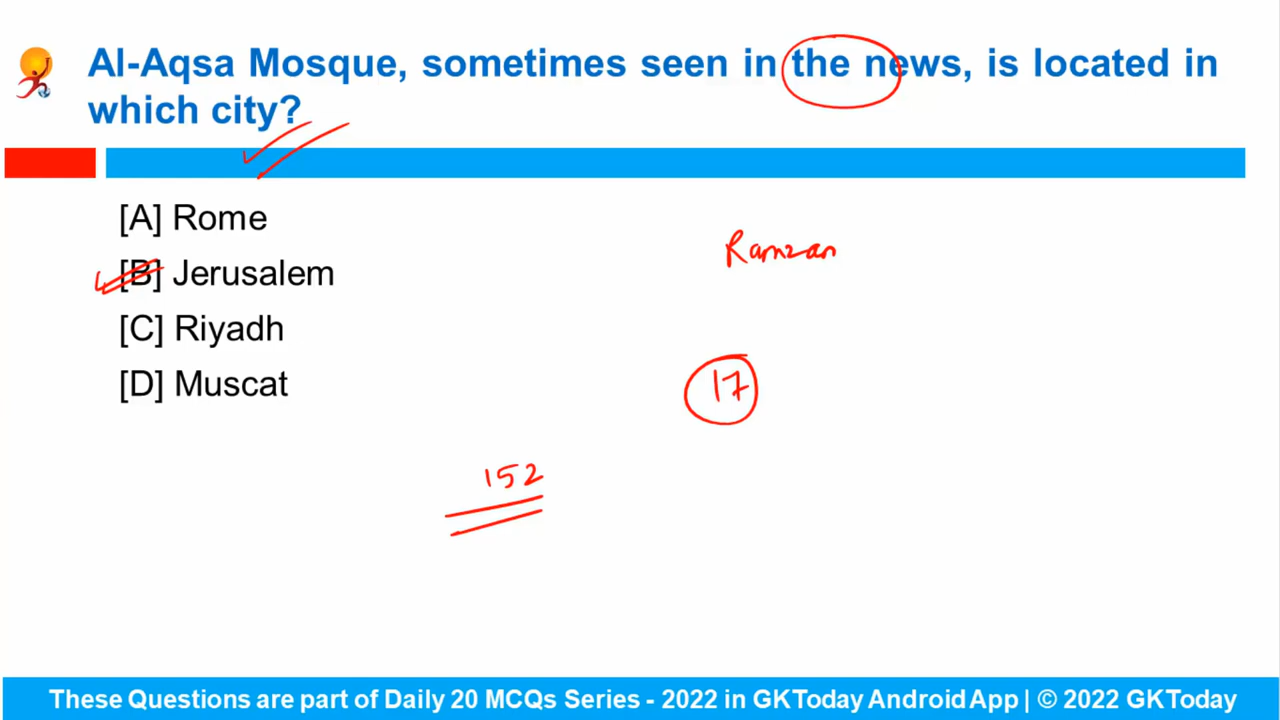 Al-Aqsa Mosque, sometimes seen in the news, is located in
which city?
[A] Rome
[B] Jerusalem
[C] Riyadh
[D] Muscat
Ramzan
17
152
These Questions are part of Daily 20 MCQs Series - 2022 in GKToday Android App | © 2022 GKToday